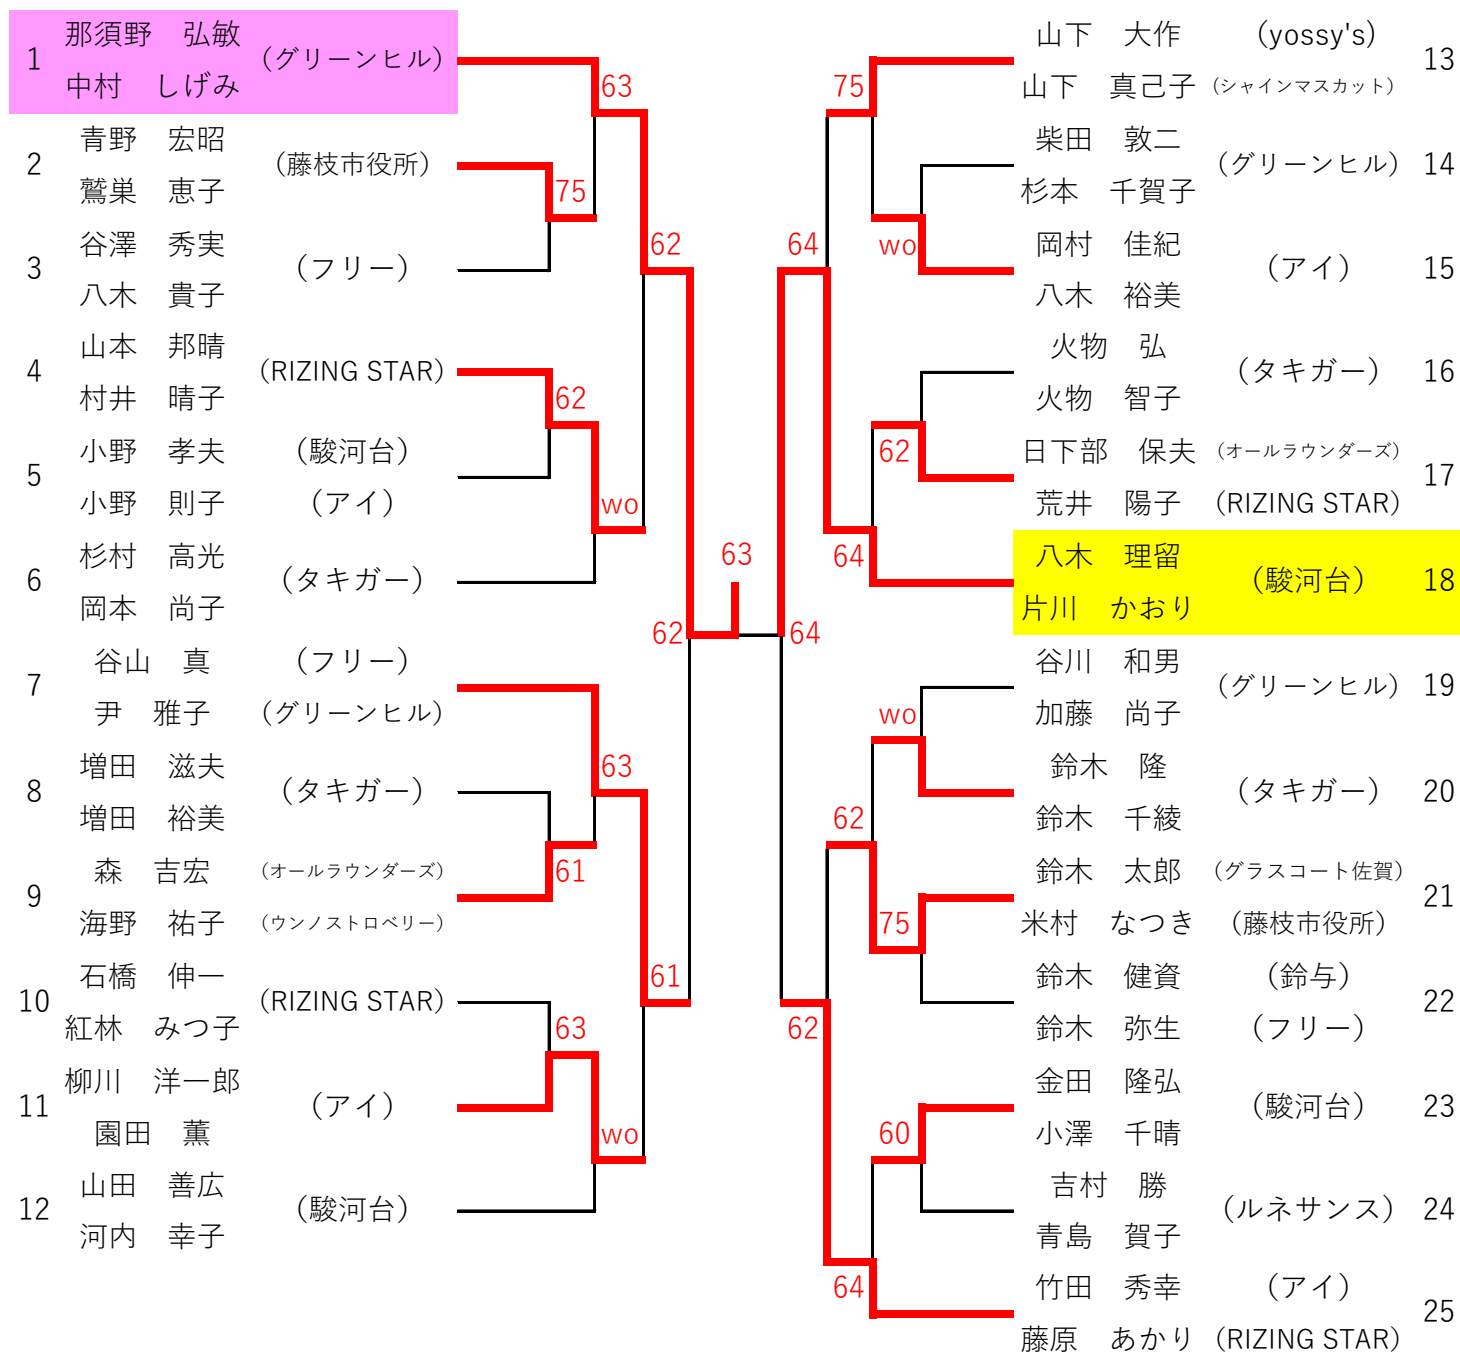 1 那須野　弘敏 (グリーンヒル)
中村　しげみ
2 青野　宏昭 (藤枝市役所)
鷲巣　恵子
3 谷澤　秀実 (フリー)
八木　貴子
4 山本　邦晴 (RIZING STAR)
村井　晴子
5 小野　孝夫 (駿河台)
小野　則子 (アイ)
6 杉村　高光 (タキガー)
岡本　尚子
7 谷山　真 (フリー)
尹　雅子 (グリーンヒル)
8 増田　滋夫 (タキガー)
増田　裕美
9 森　吉宏 (オールラウンダーズ)
海野　祐子 (ウンノストロベリー)
10 石橋　伸一 (RIZING STAR)
紅林　みつ子
11 柳川　洋一郎 (アイ)
園田　薫
12 山田　善広 (駿河台)
河内　幸子
63
75
62
62
wo
62
63
61
61
63
wo
63
75
64
wo
62
64
64
wo
62
75
62
60
64
山下　大作 (yossy's) 13
山下　真己子 (シャインマスカット)
柴田　敦二 (グリーンヒル) 14
杉本　千賀子
岡村　佳紀 (アイ) 15
八木　裕美
火物　弘 (タキガー) 16
火物　智子
日下部　保夫 (オールラウンダーズ) 17
荒井　陽子 (RIZING STAR)
八木　理留 (駿河台) 18
片川　かおり
谷川　和男 (グリーンヒル) 19
加藤　尚子
鈴木　隆 (タキガー) 20
鈴木　千綾
鈴木　太郎 (グラスコート佐賀) 21
米村　なつき (藤枝市役所)
鈴木　健資 (鈴与) 22
鈴木　弥生 (フリー)
金田　隆弘 (駿河台) 23
小澤　千晴
吉村　勝 (ルネサンス) 24
青島　賀子
竹田　秀幸 (アイ) 25
藤原　あかり (RIZING STAR)